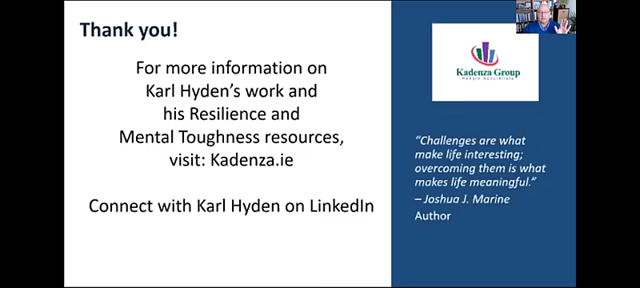 Thank you!
For more information on
Karl Hyden's work and
his Resilience and
Mental Toughness resources,
visit: Kadenza.ie
Connect with Karl Hyden on LinkedIn
Kadenza Group
People Specialists
"Challenges are what
make life interesting;
overcoming them is what
makes life meaningful."
– Joshua J. Marine
Author